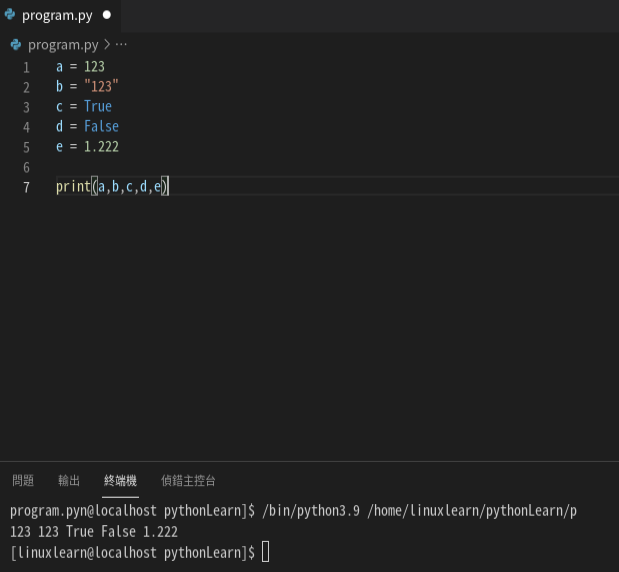 program.py
program.py > ...
1 a = 123
2 b = "123"
3 c = True
4 d = False
5 e = 1.222
6
7 print(a,b,c,d,e)
問題 輸出 終端機 偵錯主控台
program.pyn@localhost pythonLearn]$ /bin/python3.9 /home/linuxlearn/pythonLearn/p
123 123 True False 1.222
[linuxlearn@localhost pythonLearn]$